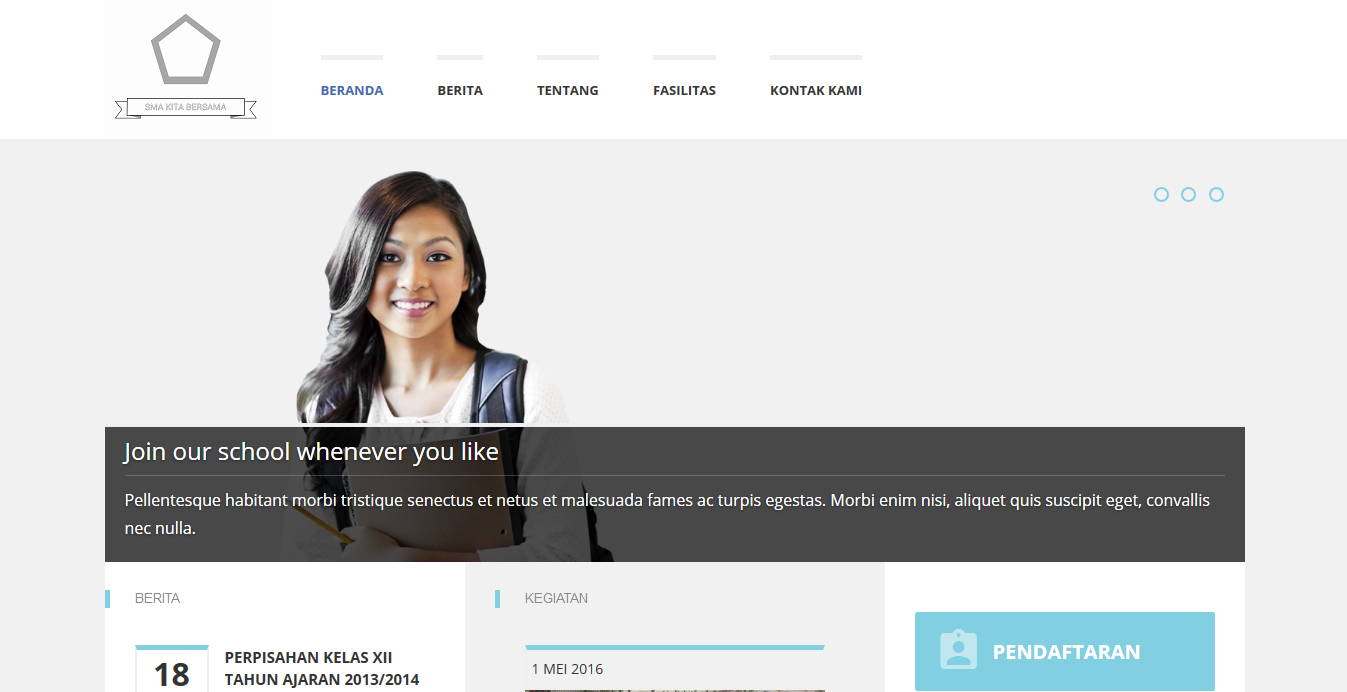 SMA KITA BERSAMA
BERANDA BERITA TENTANG FASILITAS KONTAK KAMI
Join our school whenever you like
Pellentesque habitant morbi tristique senectus et netus et malesuada fames ac turpis egestas. Morbi enim nisi, aliquet quis suscipit eget, convallis
nec nulla.
BERITA
18
PERPISAHAN KELAS XII
TAHUN AJARAN 2013/2014
KEGIATAN
1 MEI 2016
PENDAFTARAN